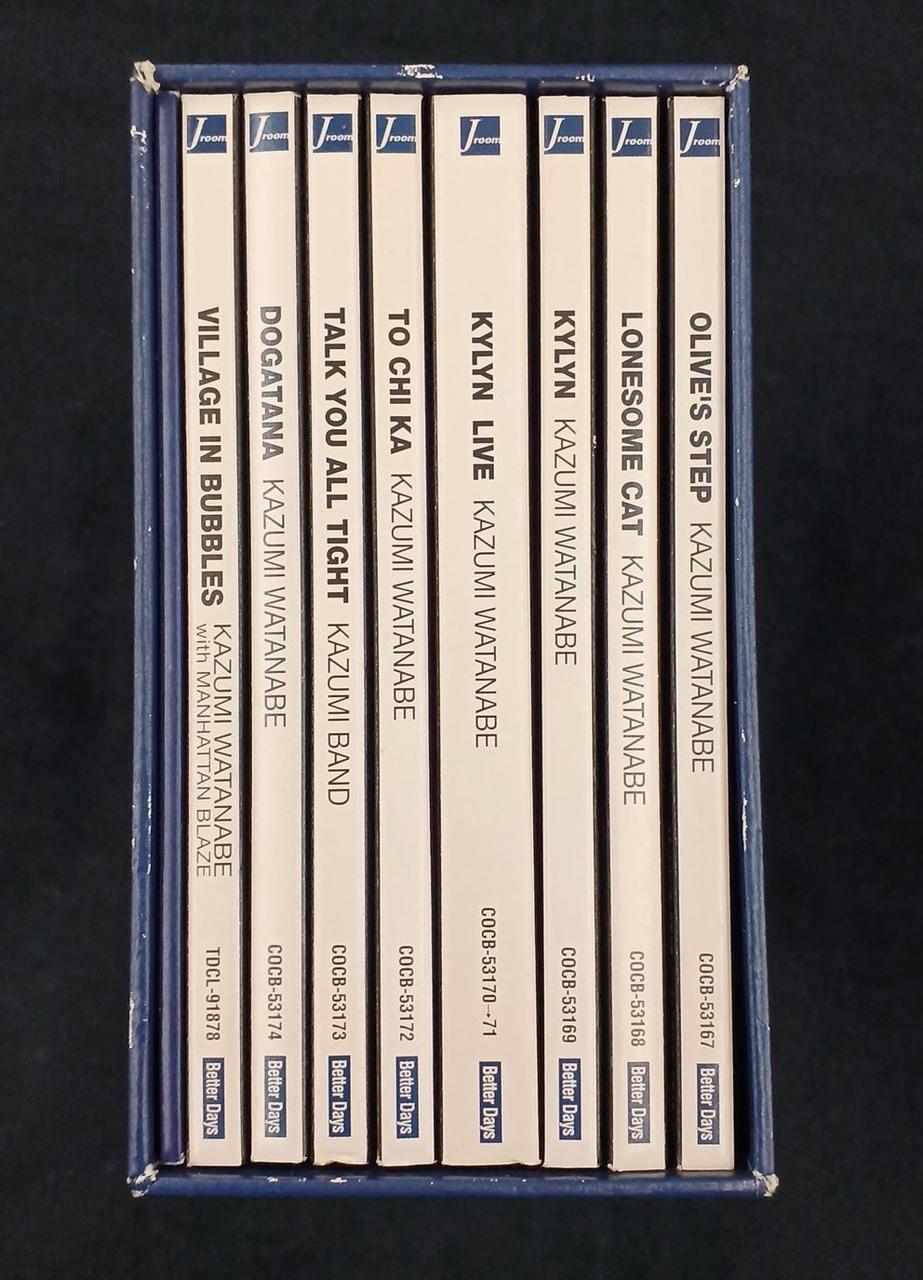 Jroom
VILLAGE IN BUBBLES KAZUMI WATANABE
with MANHATTAN BLAZE
TDCL-91878
Better Days
Jroom
DOGATANA KAZUMI WATANABE
COCB-53174
Better Days
Jroom
TALK YOU ALL TIGHT KAZUMI BAND
COCB-53173
Better Days
Jroom
TO CHI KA KAZUMI WATANABE
COCB-53172
Better Days
Jroom
KYLYN LIVE KAZUMI WATANABE
COCB-53170→71
Better Days
Jroom
KYLYN KAZUMI WATANABE
COCB-53169
Better Days
Jroom
LONESOME CAT KAZUMI WATANABE
COCB-53168
Better Days
Jroom
OLIVE'S STEP KAZUMI WATANABE
COCB-53167
Better Days